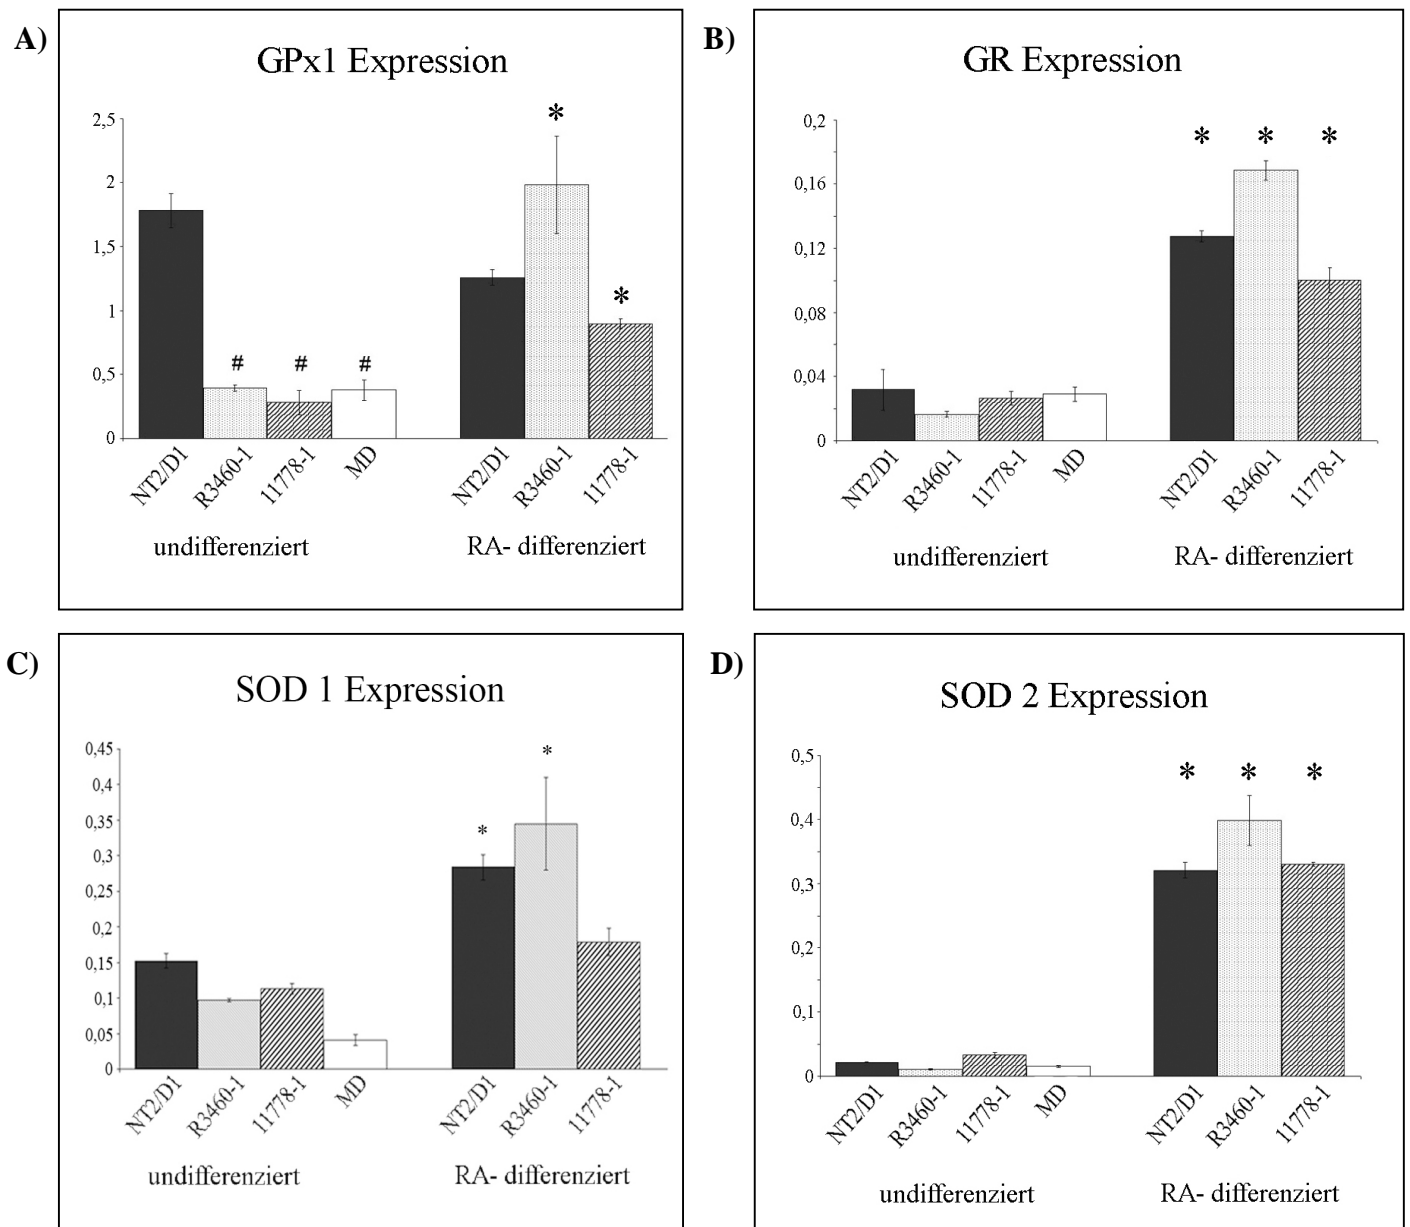 A)
GPx1 Expression
2,5
2
1,5
1
0,5
0
*
*
# # #
NT2/D1 R3460-1 11778-1 MD NT2/D1 R3460-1 11778-1
undifferenziert RA- differenziert
B)
GR Expression
0,2
0,16
0,12
0,08
0,04
0
* * *
NT2/D1 R3460-1 11778-1 MD NT2/D1 R3460-1 11778-1
undifferenziert RA- differenziert
C)
SOD 1 Expression
0,45
0,4
0,35
0,3
0,25
0,2
0,15
0,1
0,05
0
*
*
NT2/D1 R3460-1 11778-1 MD NT2/D1 R3460-1 11778-1
undifferenziert RA- differenziert
D)
SOD 2 Expression
0,5
0,4
0,3
0,2
0,1
0
* * *
NT2/D1 R3460-1 11778-1 MD NT2/D1 R3460-1 11778-1
undifferenziert RA- differenziert